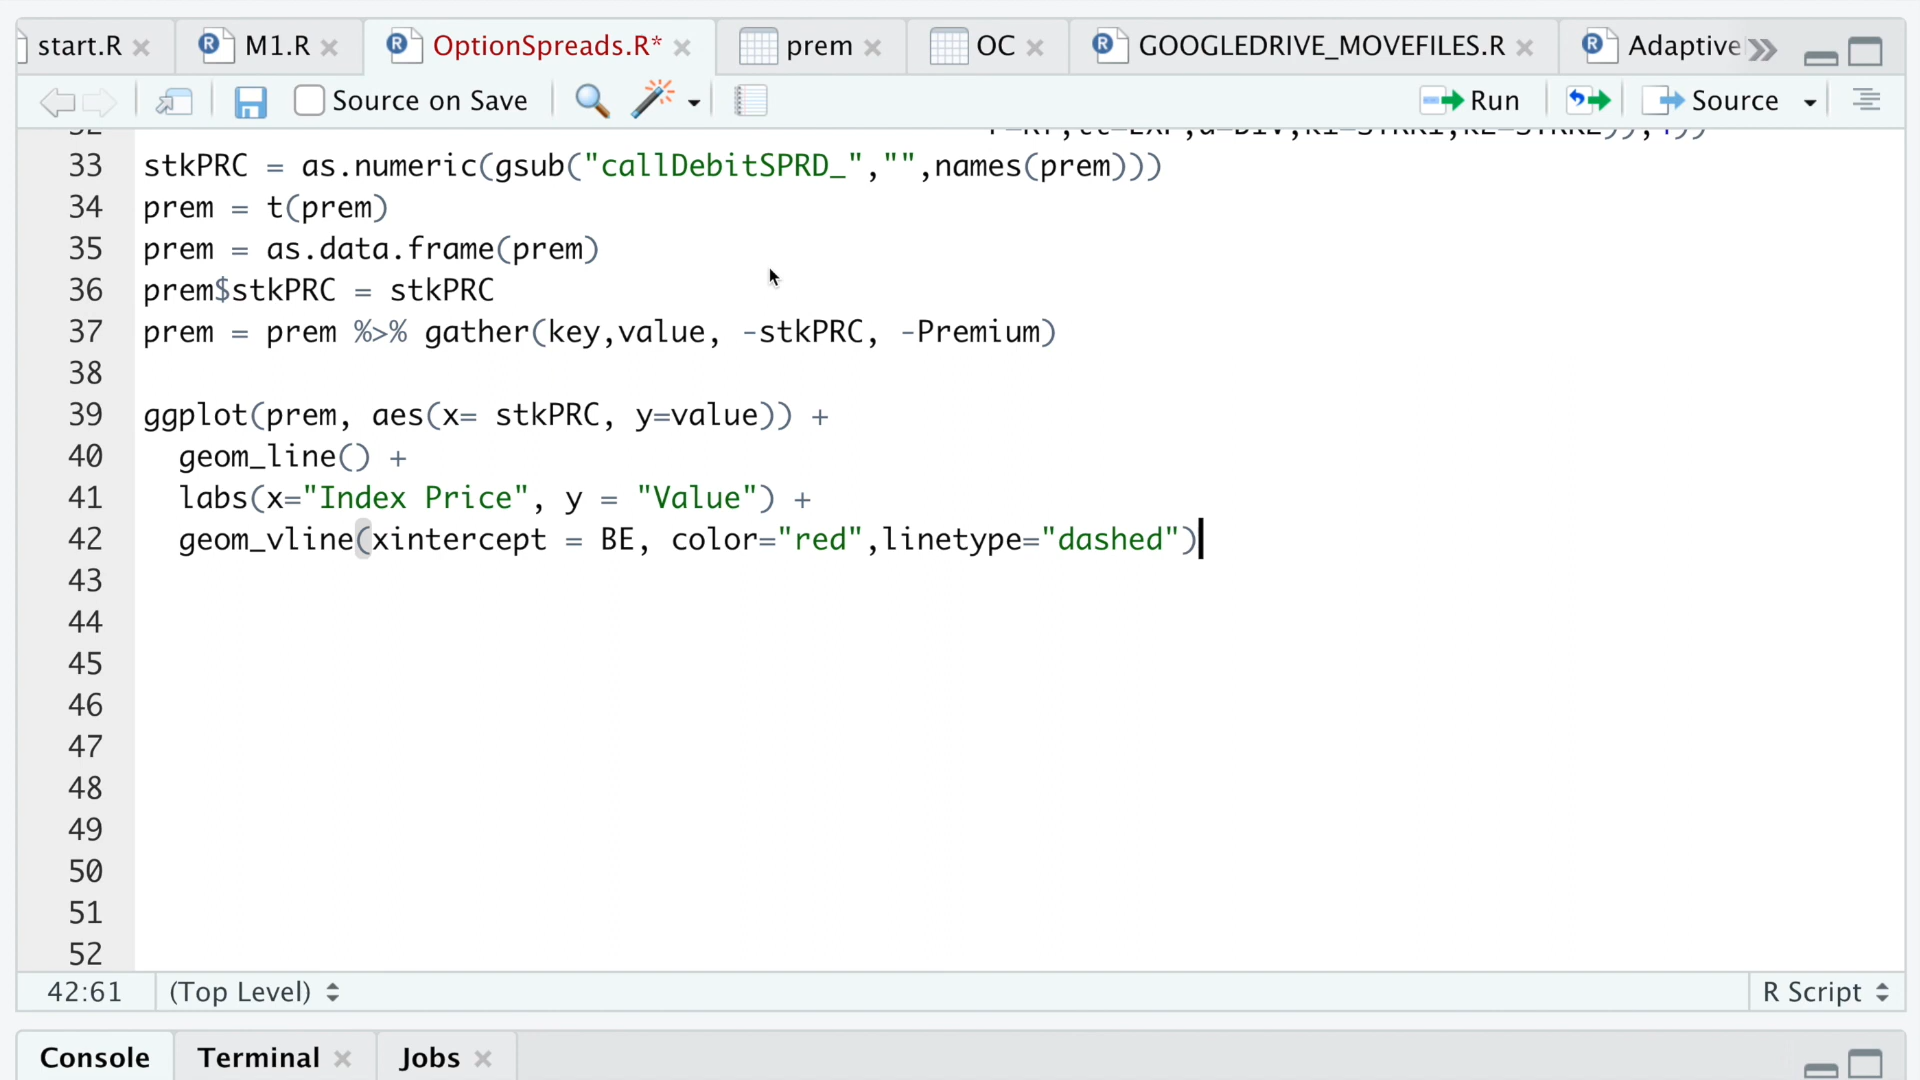 start.R
M1.R
OptionSpreads.R*
prem
OC
GOOGLEDRIVE_MOVEFILES.R
Adaptive
Source on Save
Run
Source
33 stkPRC = as.numeric(gsub("callDebitSPRD_","",names(prem)))
34 prem = t(prem)
35 prem = as.data.frame(prem)
36 prem$stkPRC = stkPRC
37 prem = prem %>% gather(key,value, -stkPRC, -Premium)
38
39 ggplot(prem, aes(x= stkPRC, y=value)) +
40 geom_line() +
41 labs(x="Index Price", y = "Value") +
42 geom_vline(xintercept = BE, color="red",linetype="dashed")
43
44
45
46
47
48
49
50
51
52
42:61
(Top Level)
R Script
Console
Terminal
Jobs